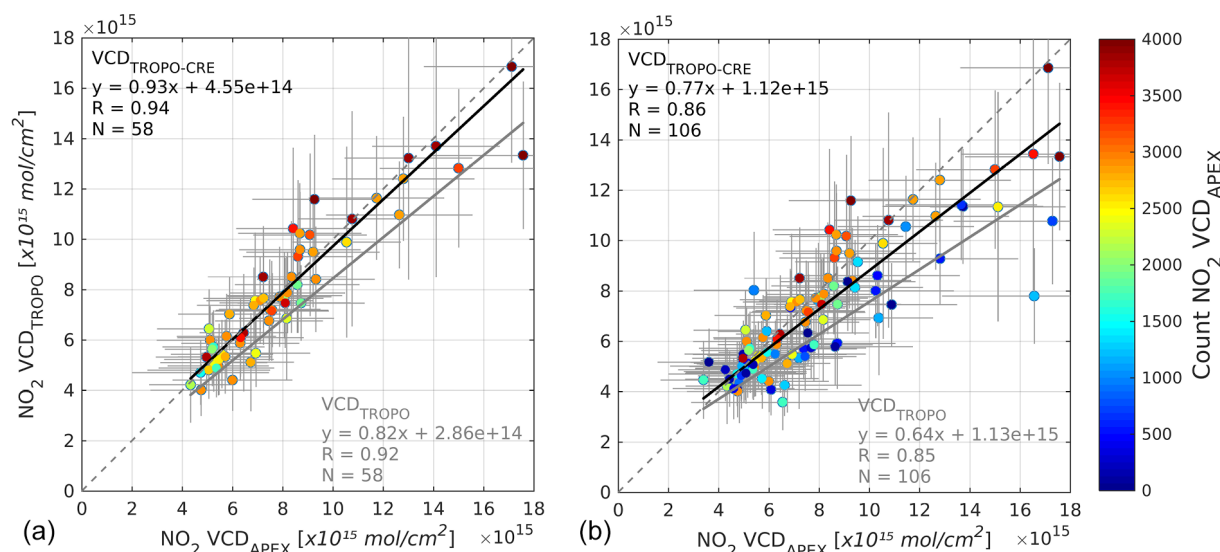 ×10^15
NO2 VCD_TROPO [x10^15 mol/cm^2]
18
16
14
12
10
8
6
4
2
0
VCD_TROPO-CRE
y = 0.93x + 4.55e+14
R = 0.94
N = 58
VCD_TROPO
y = 0.82x + 2.86e+14
R = 0.92
N = 58
0 2 4 6 8 10 12 14 16 18
(a)
NO2 VCD_APEX [x10^15 mol/cm^2] ×10^15
×10^15
18
16
14
12
10
8
6
4
2
0
VCD_TROPO-CRE
y = 0.77x + 1.12e+15
R = 0.86
N = 106
VCD_TROPO
y = 0.64x + 1.13e+15
R = 0.85
N = 106
0 2 4 6 8 10 12 14 16 18
(b)
NO2 VCD_APEX [x10^15 mol/cm^2] ×10^15
4000
3500
3000
2500
2000
1500
1000
500
0
Count NO2 VCD_APEX